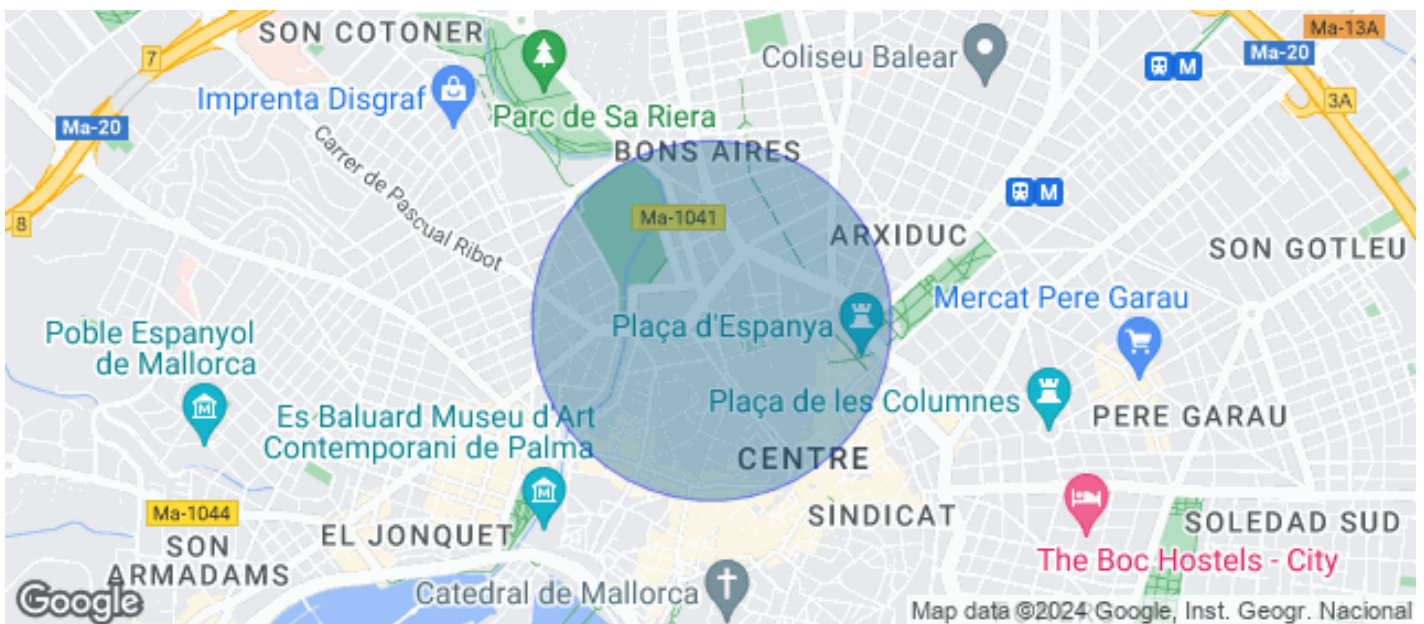 SON COTONER
7
Imprenta Disgraf
Parc de Sa Riera
Coliseu Balear
M
Ma-13A
Ma-20
3A
Ma-20
Carrer de Pascual Ribot
BONS AIRES
M
8
Ma-1041
ARXIDUC
SON GOTLEU
Mercat Pere Garau
Plaça d'Espanya
Poble Espanyol
de Mallorca
Es Baluard Museu d'Art
Contemporani de Palma
Plaça de les Columnes
PERE GARAU
CENTRE
Ma-1044
SON
ARMADAMS
EL JONQUET
SINDICAT
SOLEDAD SUD
The Boc Hostels - City
Catedral de Mallorca
Google
Map data ©2024 Google, Inst. Geogr. Nacional